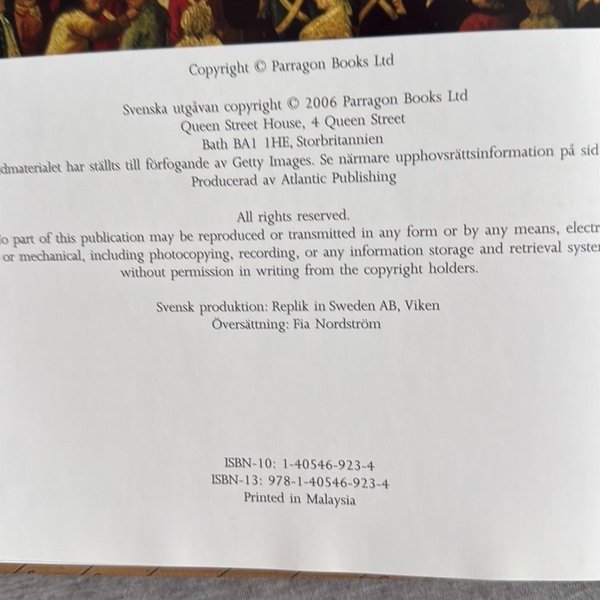 Copyright © Parragon Books Ltd
Svenska utgåvan copyright © 2006 Parragon Books Ltd
Queen Street House, 4 Queen Street
Bath BA1 1HE, Storbritannien
dmaterialet har ställts till förfogande av Getty Images. Se närmare upphovsrättsinformation på sid
Producerad av Atlantic Publishing
All rights reserved.
o part of this publication may be reproduced or transmitted in any form or by any means, electr
or mechanical, including photocopying, recording, or any information storage and retrieval syste
without permission in writing from the copyright holders.
Svensk produktion: Replik in Sweden AB, Viken
Översättning: Fia Nordström
ISBN-10: 1-40546-923-4
ISBN-13: 978-1-40546-923-4
Printed in Malaysia